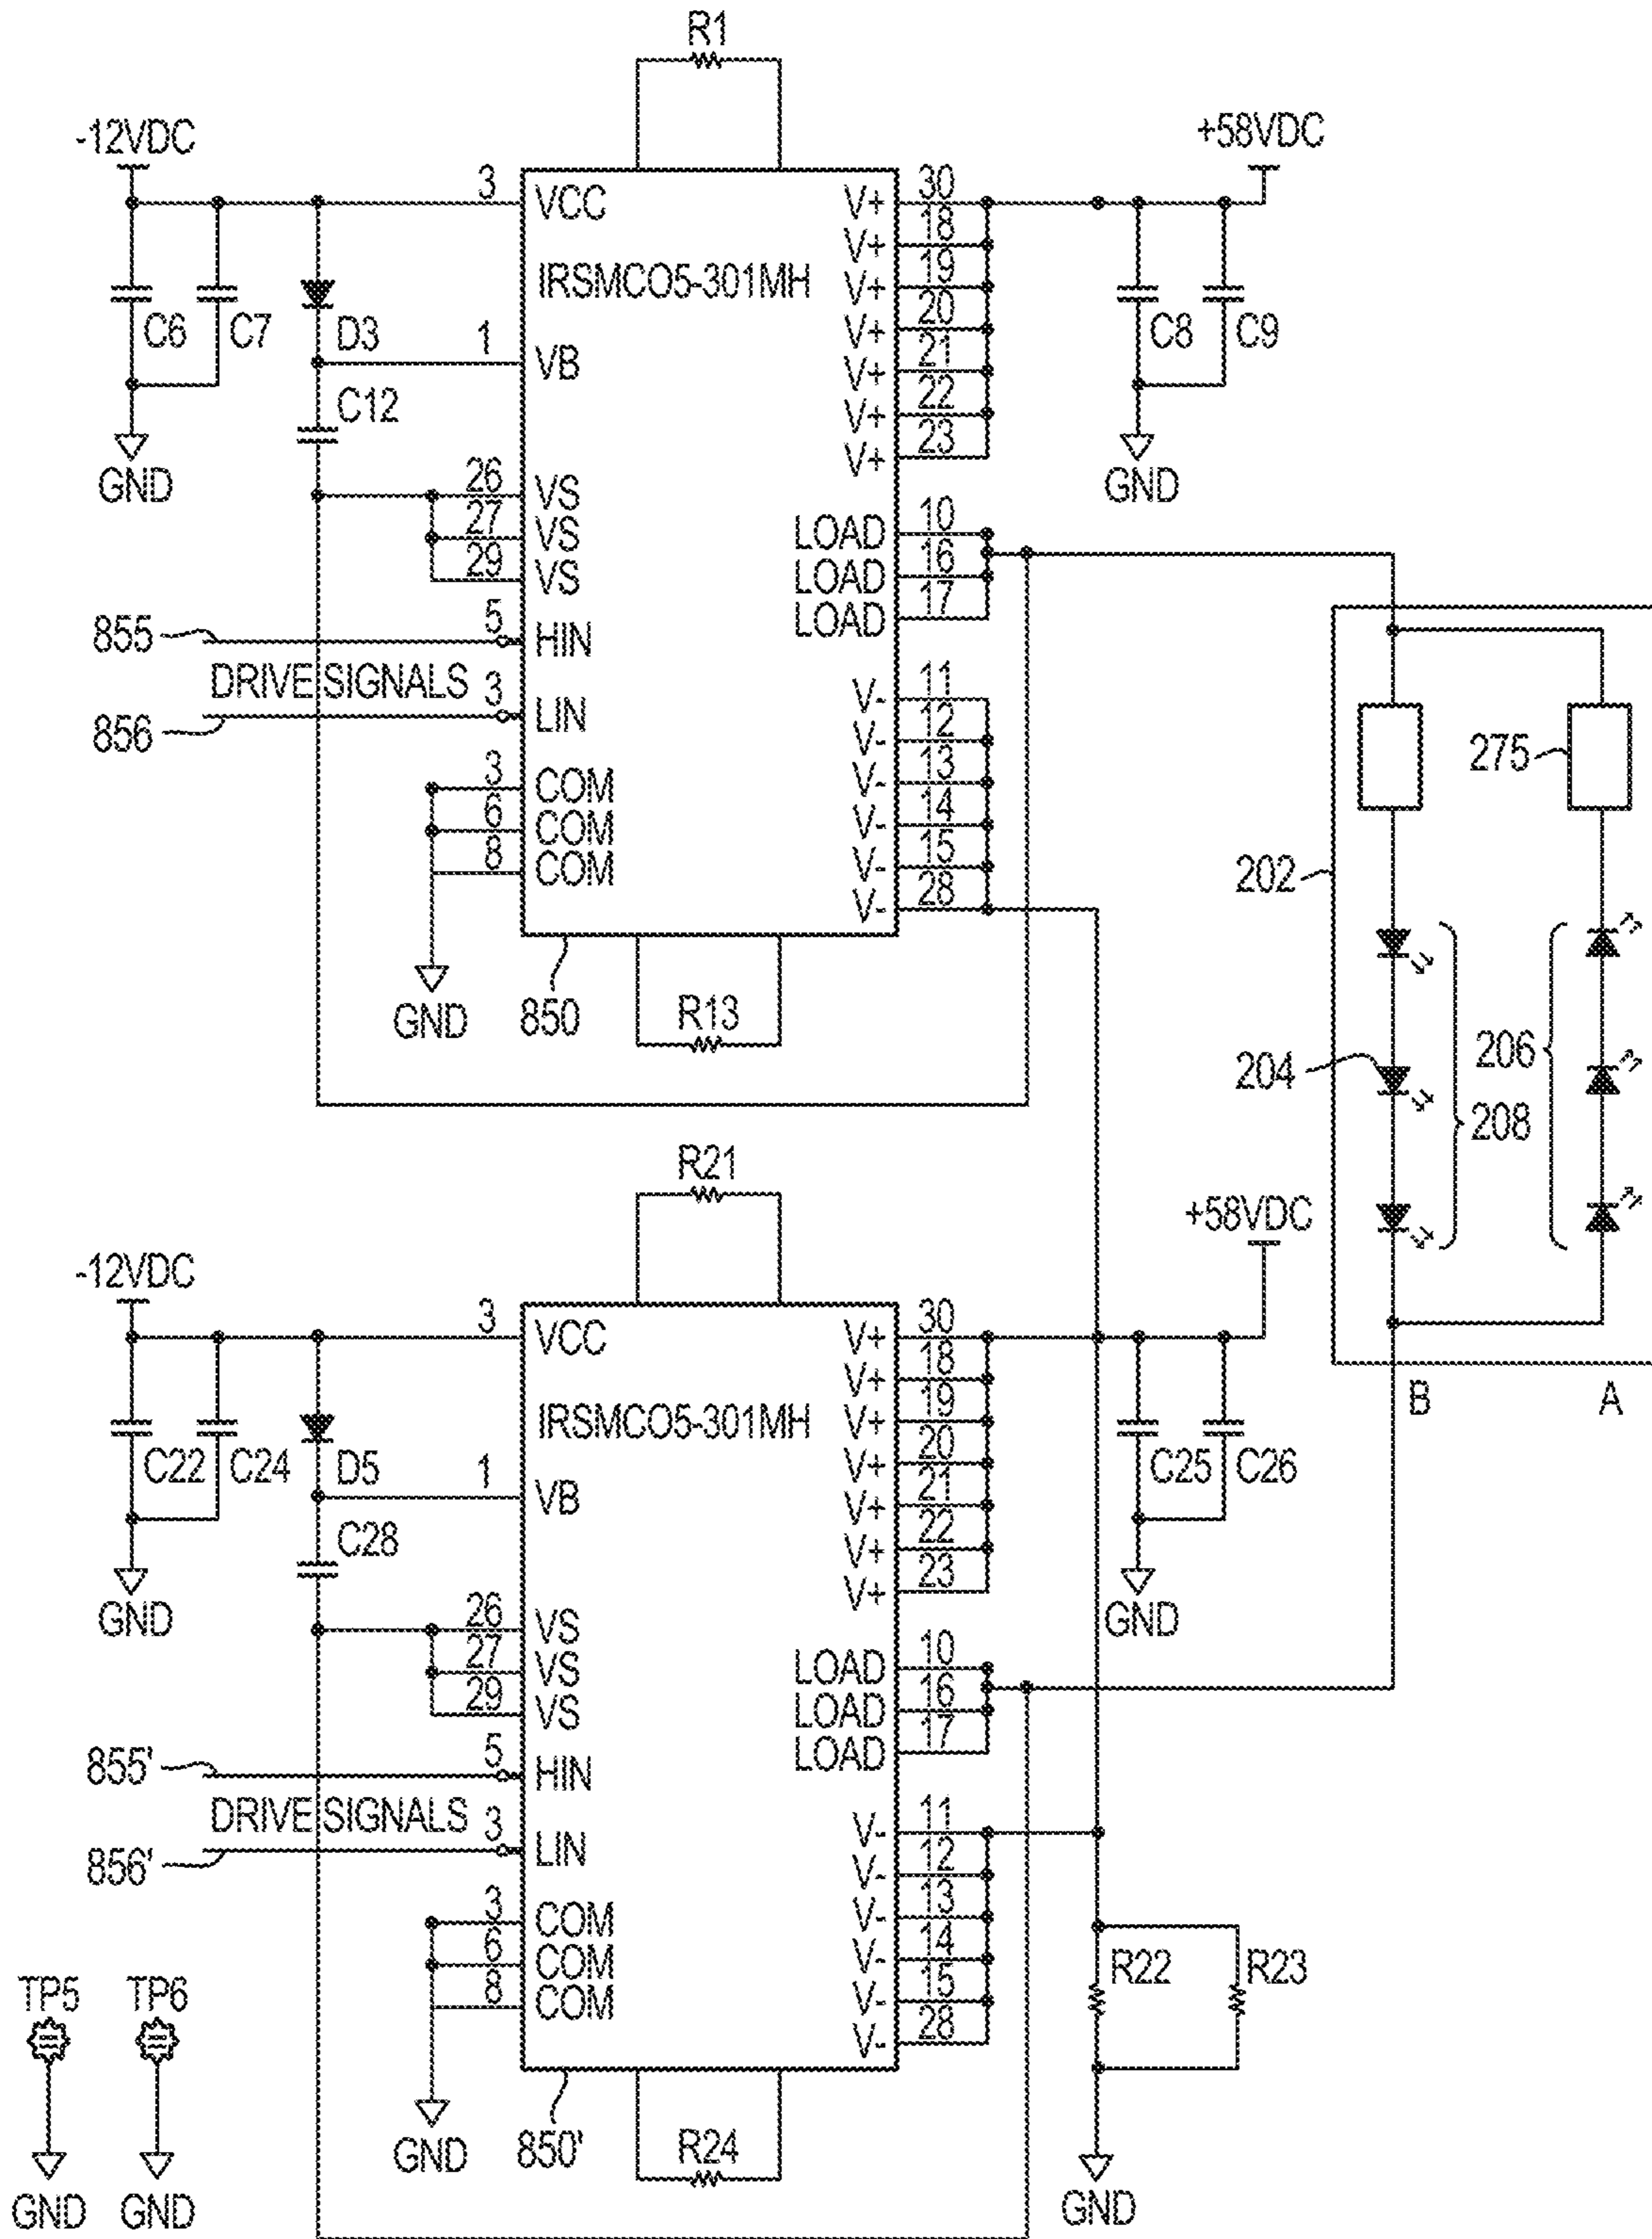 R1
-12VDC
+58VDC
3
VCC
V+
30
18
V+
19
V+
20
V+
21
V+
22
V+
23
V+
IRSMCO5-301MH
C6
C7
D3
1
VB
C12
C8
C9
GND
GND
26
VS
27
VS
29
VS
LOAD
10
LOAD
16
LOAD
17
855
5
HIN
DRIVE SIGNALS
3
LIN
856
3
COM
6
COM
8
COM
V-
11
V-
12
V-
13
V-
14
V-
15
V-
28
GND
850
R13
275
202
204
206
208
B
A
R21
-12VDC
+58VDC
3
VCC
V+
30
18
V+
19
V+
20
V+
21
V+
22
V+
23
V+
IRSMCO5-301MH
C22
C24
D5
1
VB
C28
C25
C26
GND
GND
26
VS
27
VS
29
VS
LOAD
10
LOAD
16
LOAD
17
855'
5
HIN
DRIVE SIGNALS
3
LIN
856'
3
COM
6
COM
8
COM
V-
11
V-
12
V-
13
V-
14
V-
15
V-
28
R22
R23
TP5
TP6
GND
850'
R24
GND
GND
GND